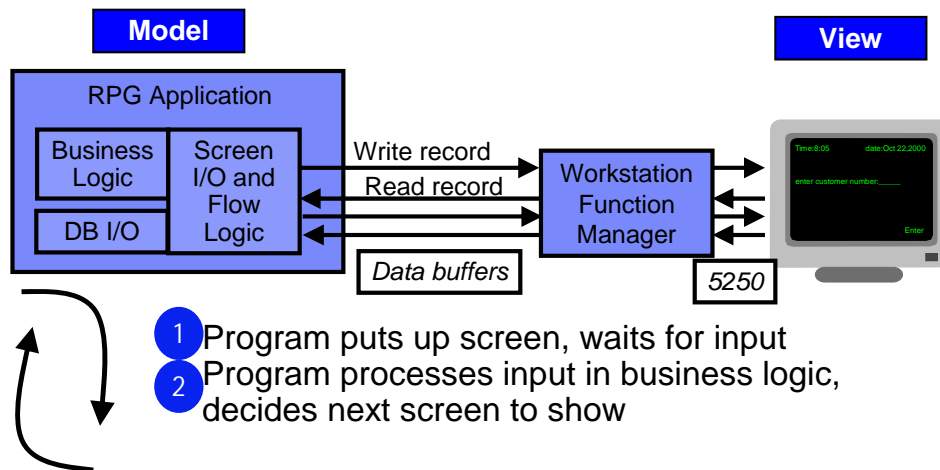 Model
View
RPG Application
Business
Logic
DB I/O
Screen
I/O and
Flow
Logic
Write record
Read record
Data buffers
Workstation
Function
Manager
5250
Time:8:05 date:Oct 22,2000
enter customer number:_____
Enter
1 Program puts up screen, waits for input
2 Program processes input in business logic,
decides next screen to show